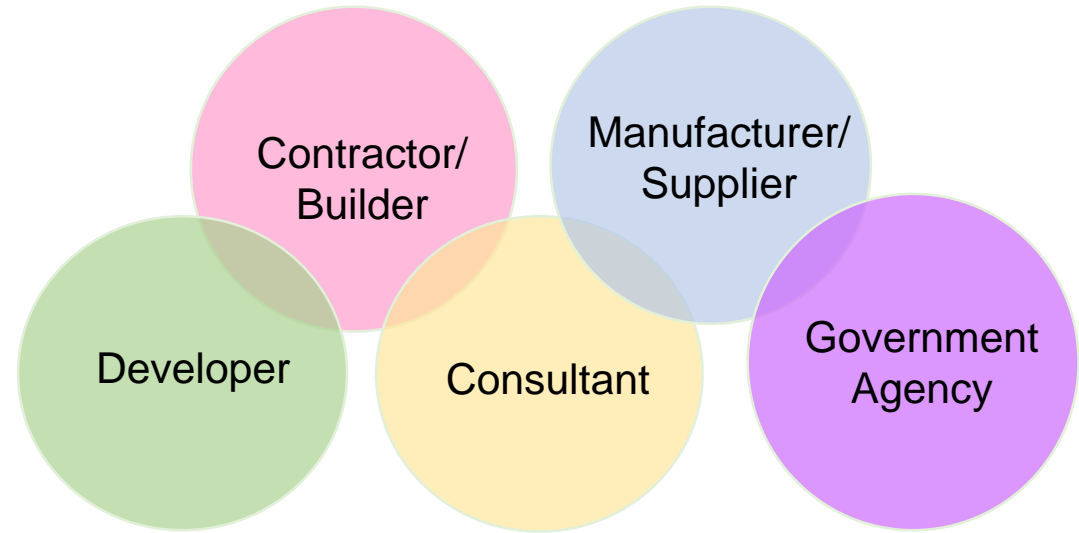 Contractor/
Builder
Manufacturer/
Supplier
Developer
Consultant
Government
Agency